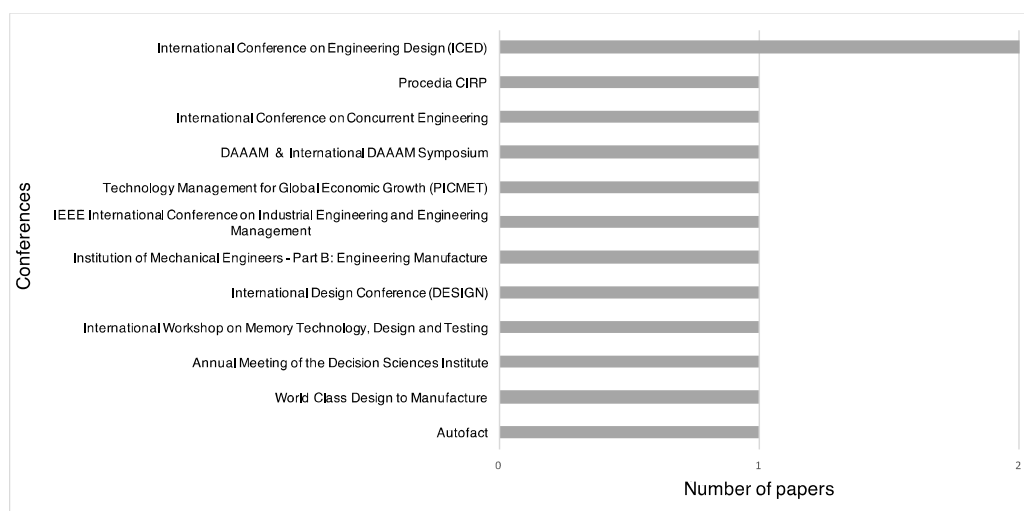 International Conference on Engineering Design (ICED)
Procedia CIRP
International Conference on Concurrent Engineering
DAAAM & International DAAAM Symposium
Technology Management for Global Economic Growth (PICMET)
IEEE International Conference on Industrial Engineering and Engineering
Management
Institution of Mechanical Engineers - Part B: Engineering Manufacture
International Design Conference (DESIGN)
International Workshop on Memory Technology, Design and Testing
Annual Meeting of the Decision Sciences Institute
World Class Design to Manufacture
Autofact
Conferences
0 1 2
Number of papers